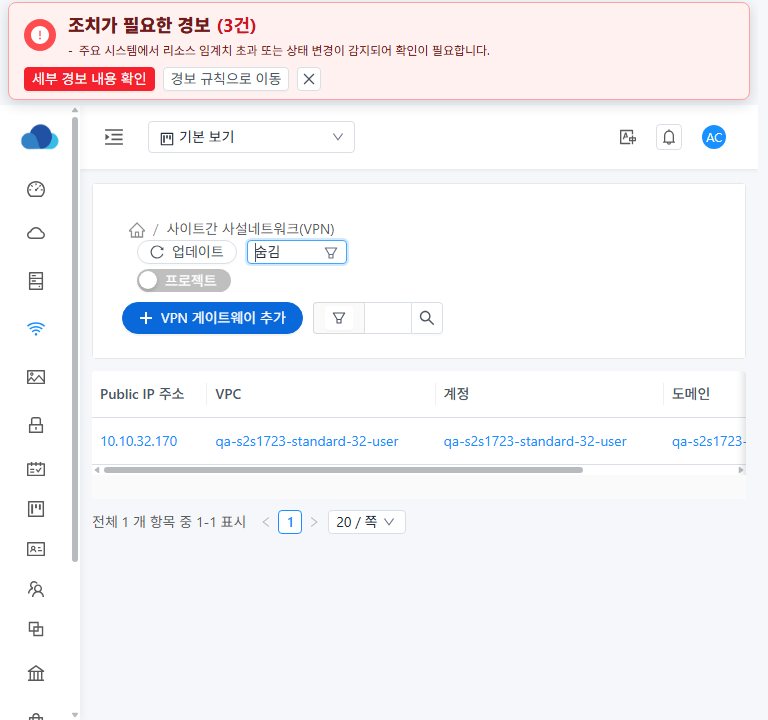 조치가 필요한 경보 (3건)
- 주요 시스템에서 리소스 임계치 초과 또는 상태 변경이 감지되어 확인이 필요합니다.
세부 경보 내용 확인 경보 규칙으로 이동
기본 보기
AC
/ 사이트간 사설네트워크(VPN)
업데이트 숨김
프로젝트
VPN 게이트웨이 추가
Public IP 주소 VPC 계정 도메인
10.10.32.170 qa-s2s1723-standard-32-user qa-s2s1723-standard-32-user qa-s2s1723-
전체 1 개 항목 중 1-1 표시 1 20 / 쪽